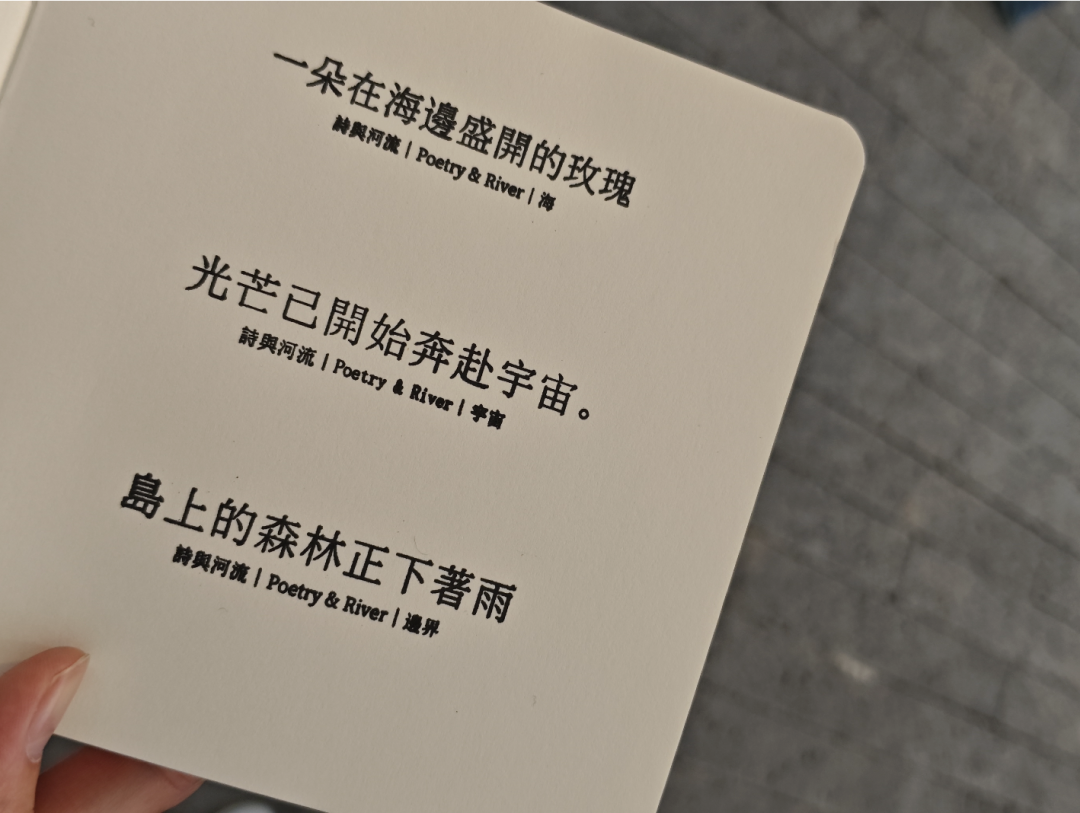 一朵在海邊盛開的玫瑰
詩與河流 | Poetry & River | 海
光芒已開始奔赴宇宙。
詩與河流 | Poetry & River | 宇宙
島上的森林正下著雨
詩與河流 | Poetry & River | 邊界